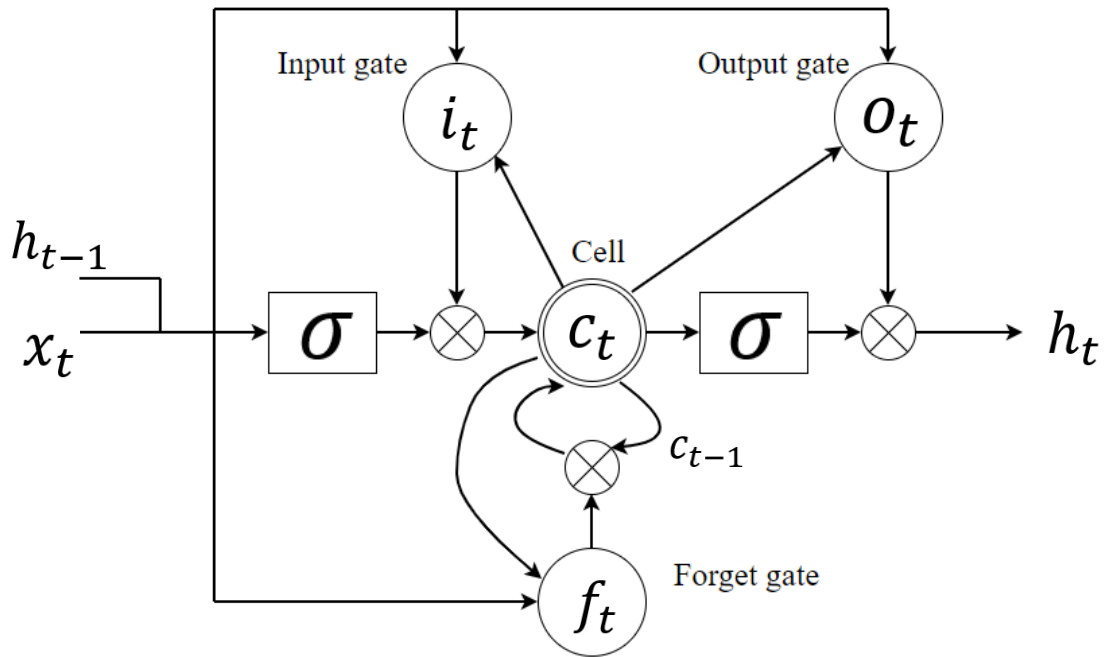 Input gate
Output gate
i_t
o_t
h_{t-1}
Cell
x_t
σ
c_t
σ
h_t
c_{t-1}
Forget gate
f_t